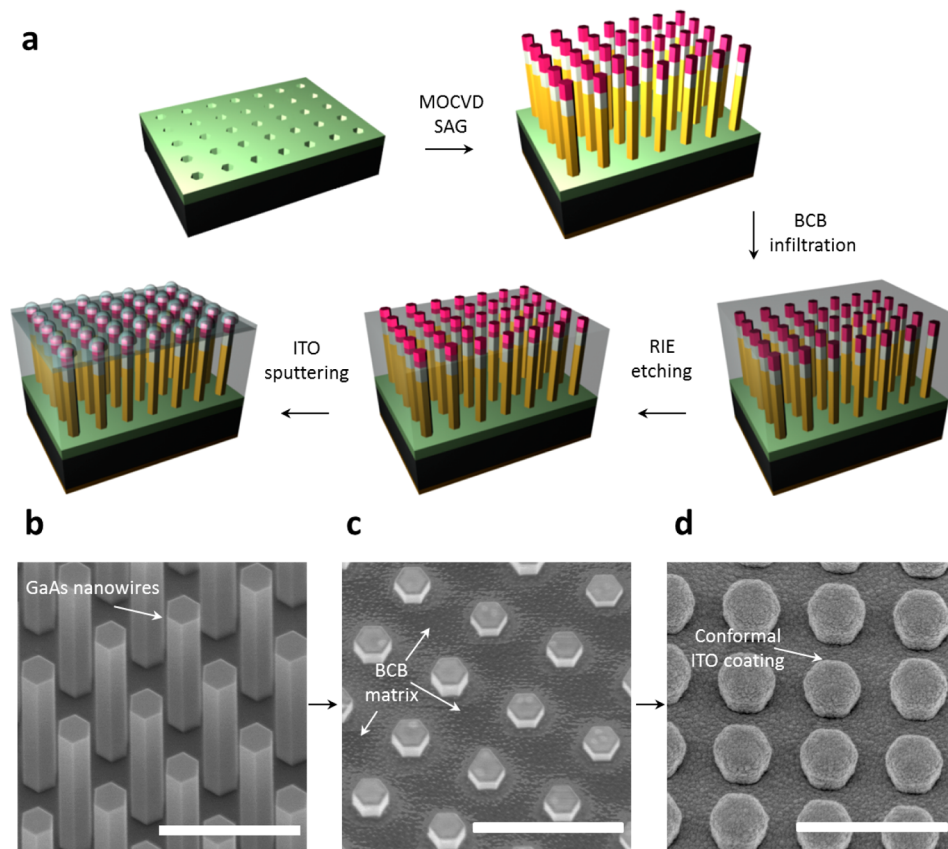 a
MOCVD
SAG
BCB
infiltration
ITO
sputtering
RIE
etching
b
c
d
GaAs nanowires
BCB
matrix
Conformal
ITO coating